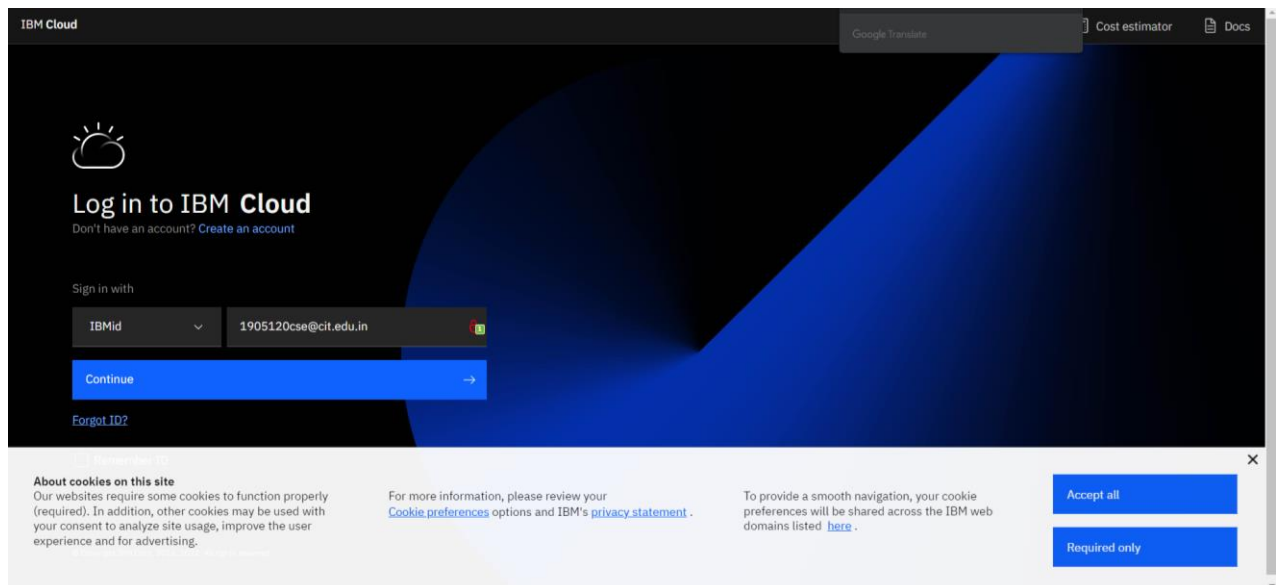 IBM Cloud
Google Translate
Cost estimator
Docs
Log in to IBM Cloud
Don't have an account? Create an account
Sign in with
IBMid
1905120cse@cit.edu.in
Continue
Forgot ID?
Remember ID
About cookies on this site
Our websites require some cookies to function properly
(required). In addition, other cookies may be used with
your consent to analyze site usage, improve the user
experience and for advertising.
For more information, please review your
Cookie preferences options and IBM's privacy statement .
To provide a smooth navigation, your cookie
preferences will be shared across the IBM web
domains listed here .
Accept all
Required only